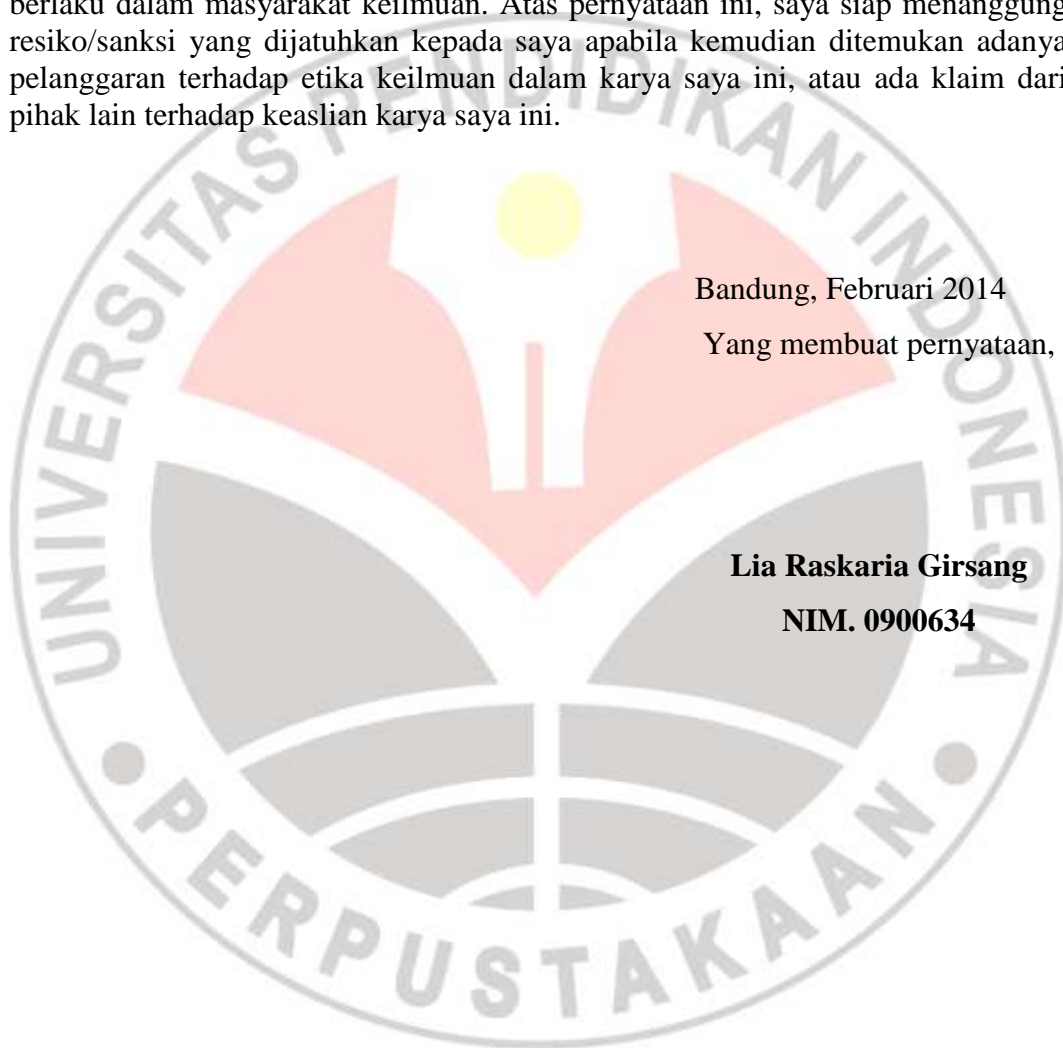 berlaku dalam masyarakat keilmuan. Atas pernyataan ini, saya siap menanggung
resiko/sanksi yang dijatuhkan kepada saya apabila kemudian ditemukan adanya
pelanggaran terhadap etika keilmuan dalam karya saya ini, atau ada klaim dari
pihak lain terhadap keaslian karya saya ini.
UNIVERSITAS PENDIDIKAN INDONESIA
Bandung, Februari 2014
Yang membuat pernyataan,
Lia Raskaria Girsang
NIM. 0900634
PERPUSTAKAAN